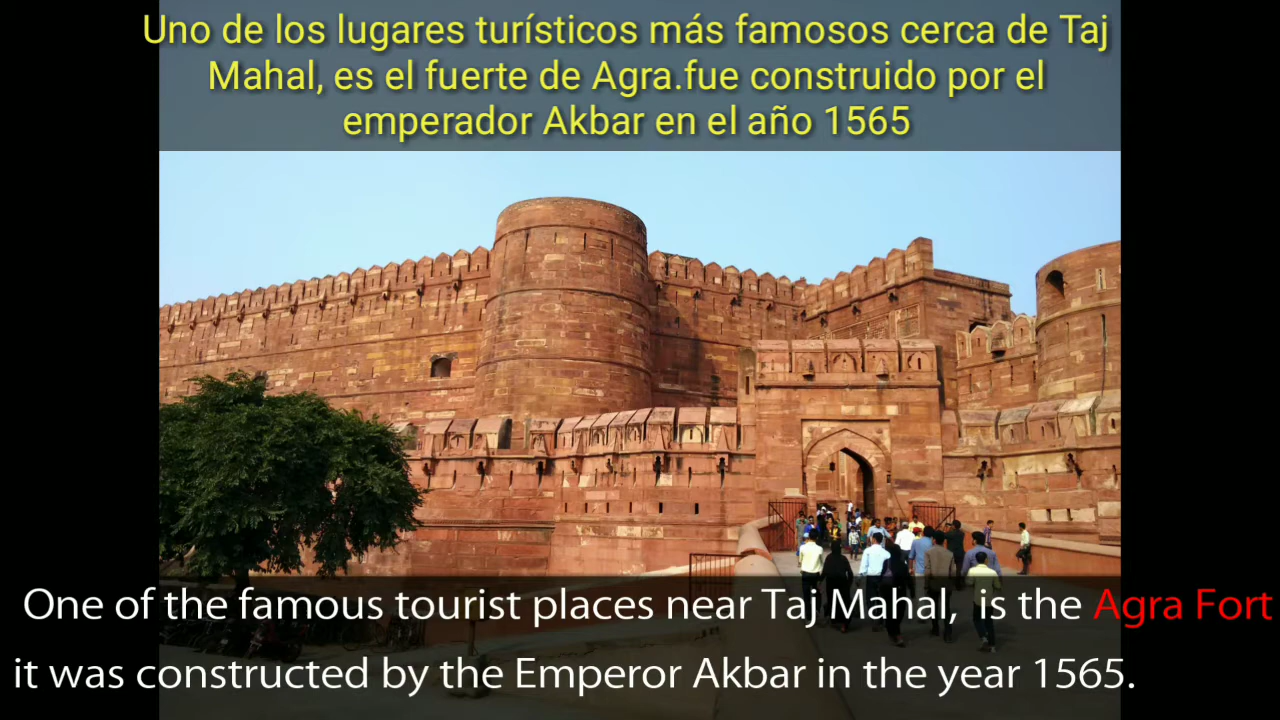 Uno de los lugares turísticos más famosos cerca de Taj
Mahal, es el fuerte de Agra.fue construido por el
emperador Akbar en el año 1565
One of the famous tourist places near Taj Mahal, is the Agra Fort
it was constructed by the Emperor Akbar in the year 1565.